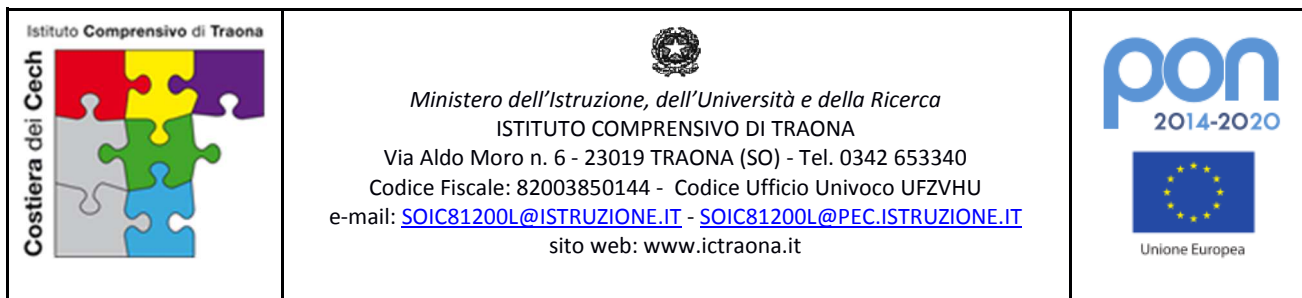 Istituto Comprensivo di Traona
Costiera dei Cech
Ministero dell'Istruzione, dell'Università e della Ricerca
ISTITUTO COMPRENSIVO DI TRAONA
Via Aldo Moro n. 6 - 23019 TRAONA (SO) - Tel. 0342 653340
Codice Fiscale: 82003850144 - Codice Ufficio Univoco UFZVHU
e-mail: SOIC81200L@ISTRUZIONE.IT - SOIC81200L@PEC.ISTRUZIONE.IT
sito web: www.ictraona.it
pon
2014-2020
Unione Europea